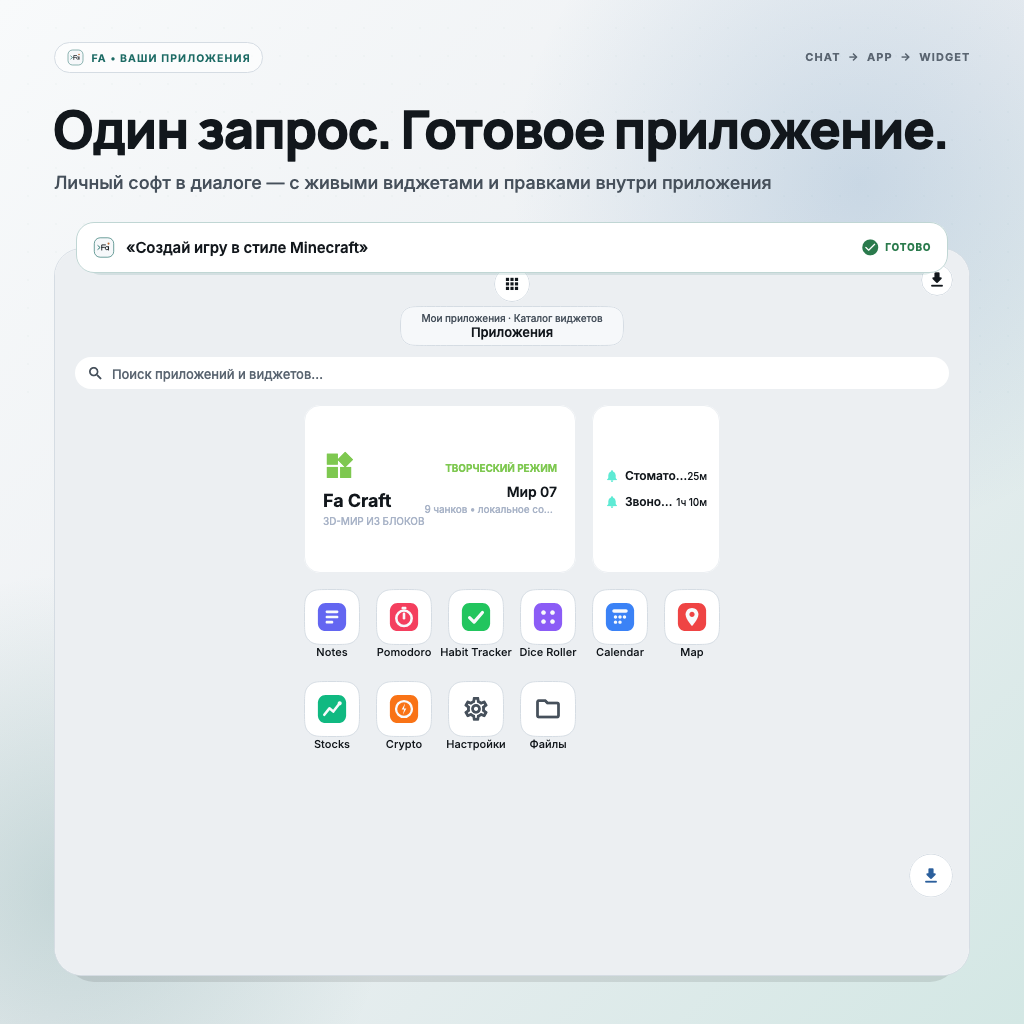 Fa FA • ВАШИ ПРИЛОЖЕНИЯ
CHAT → APP → WIDGET
Один запрос. Готовое приложение.
Личный софт в диалоге — с живыми виджетами и правками внутри приложения
Fa «Создай игру в стиле Minecraft»
ГОТОВО
Мои приложения · Каталог виджетов
Приложения
Поиск приложений и виджетов...
ТВОРЧЕСКИЙ РЕЖИМ
Мир 07
9 чанков • локальное со...
Fa Craft
3D-МИР ИЗ БЛОКОВ
Стомато... 25м
Звоно... 1ч 10м
Notes
Pomodoro
Habit Tracker
Dice Roller
Calendar
Map
Stocks
Crypto
Настройки
Файлы